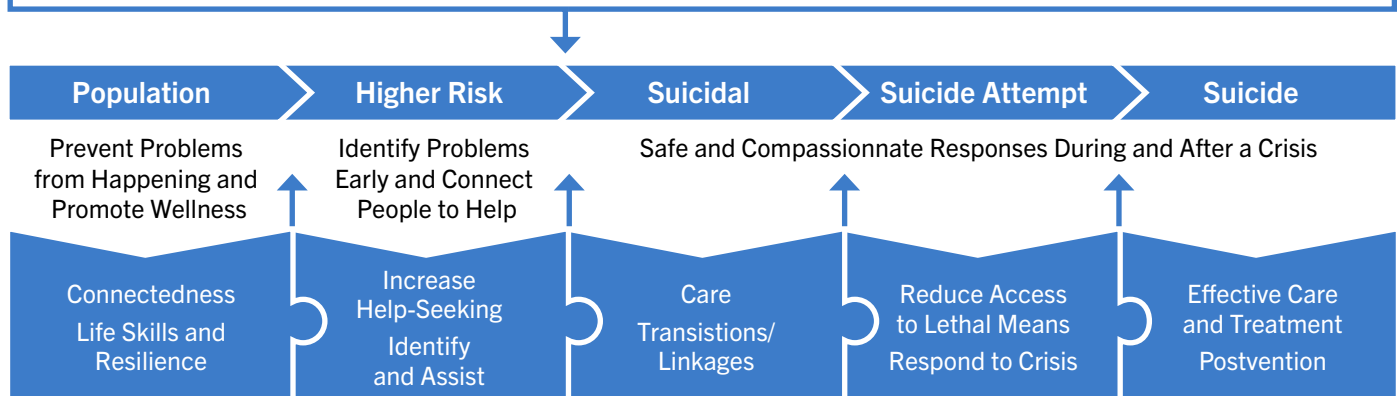 Population
Higher Risk
Suicidal
Suicide Attempt
Suicide
Prevent Problems
from Happening and
Promote Wellness
Identify Problems
Early and Connect
People to Help
Safe and Compassionnate Responses During and After a Crisis
Connectedness
Life Skills and
Resilience
Increase
Help-Seeking
Identify
and Assist
Care
Transistions/
Linkages
Reduce Access
to Lethal Means
Respond to Crisis
Effective Care
and Treatment
Postvention